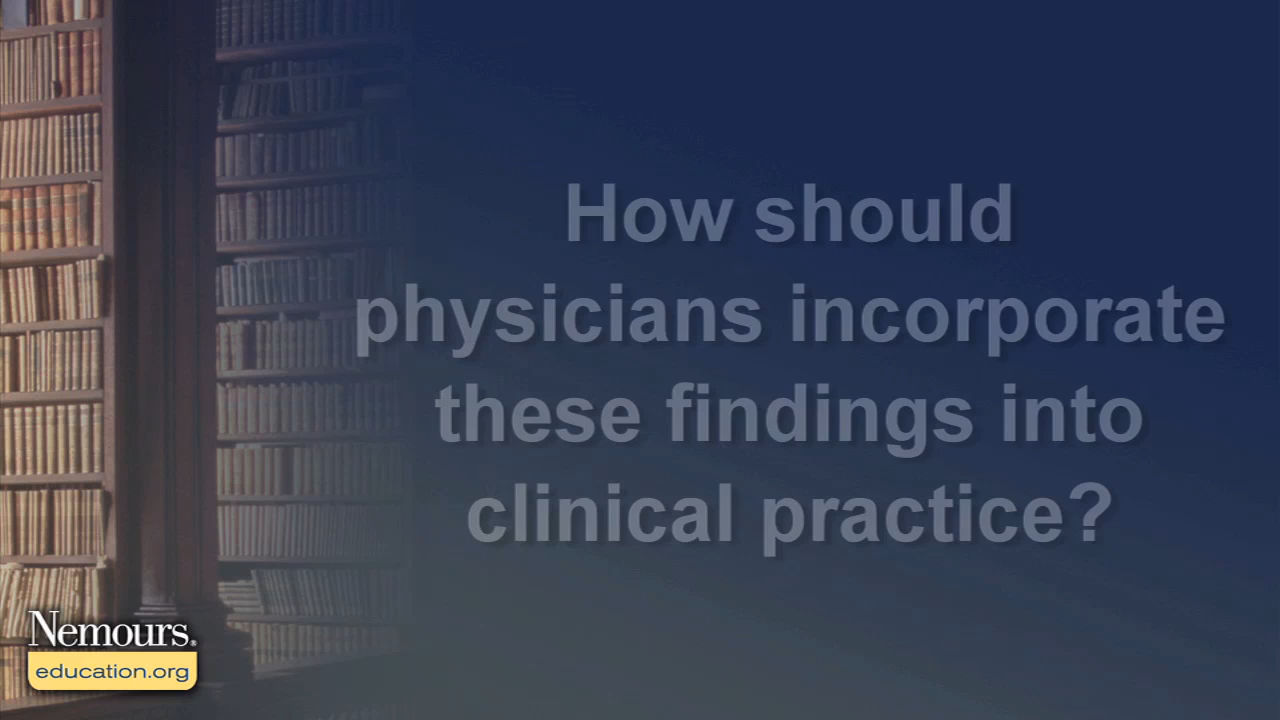 How should
physicians incorporate
these findings into
clinical practice?
Nemours®
education.org